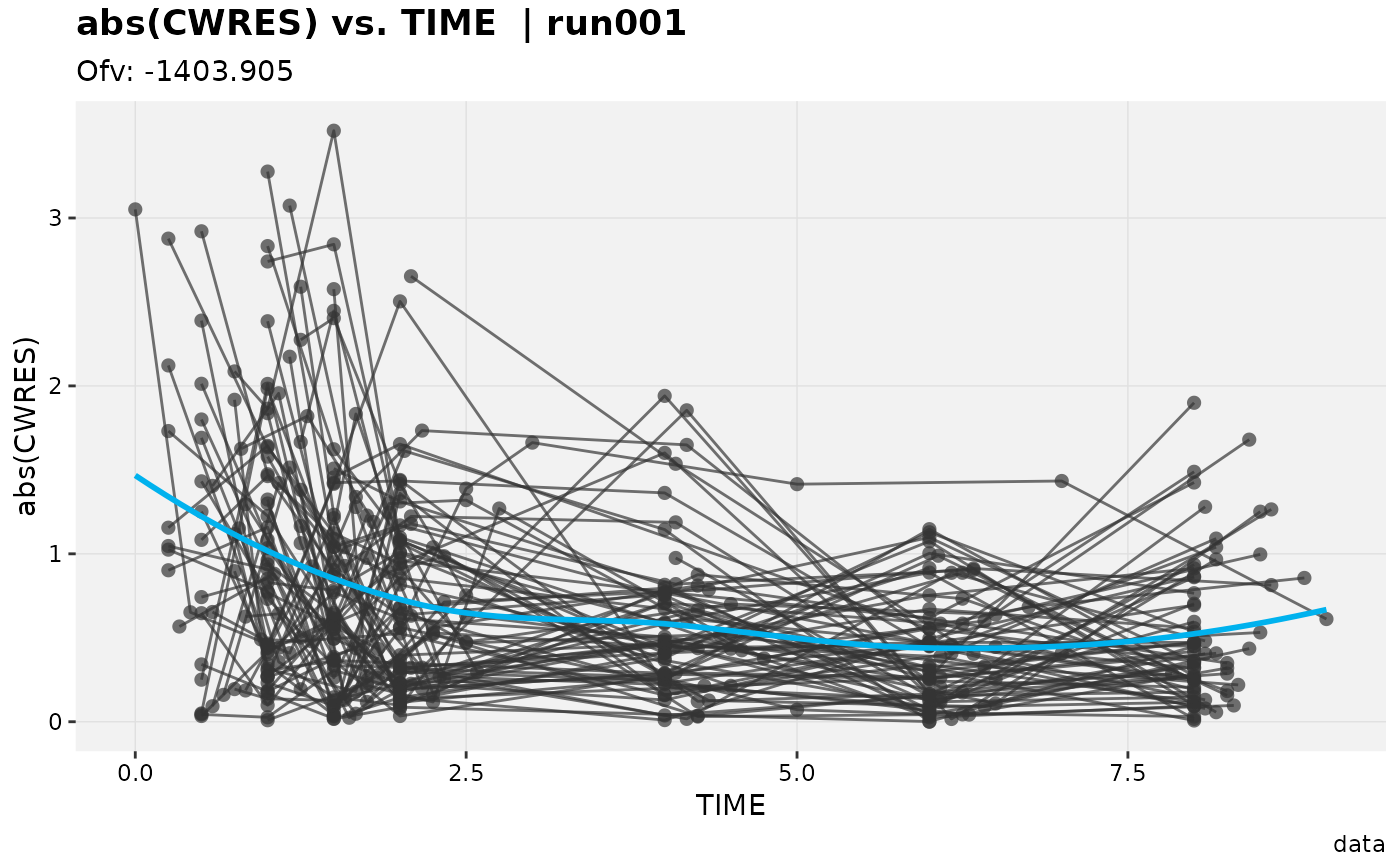 abs(CWRES) vs. TIME  | run001
Ofv: -1403.905
abs(CWRES)
3
2
1
0
0.0
2.5
5.0
7.5
TIME
data